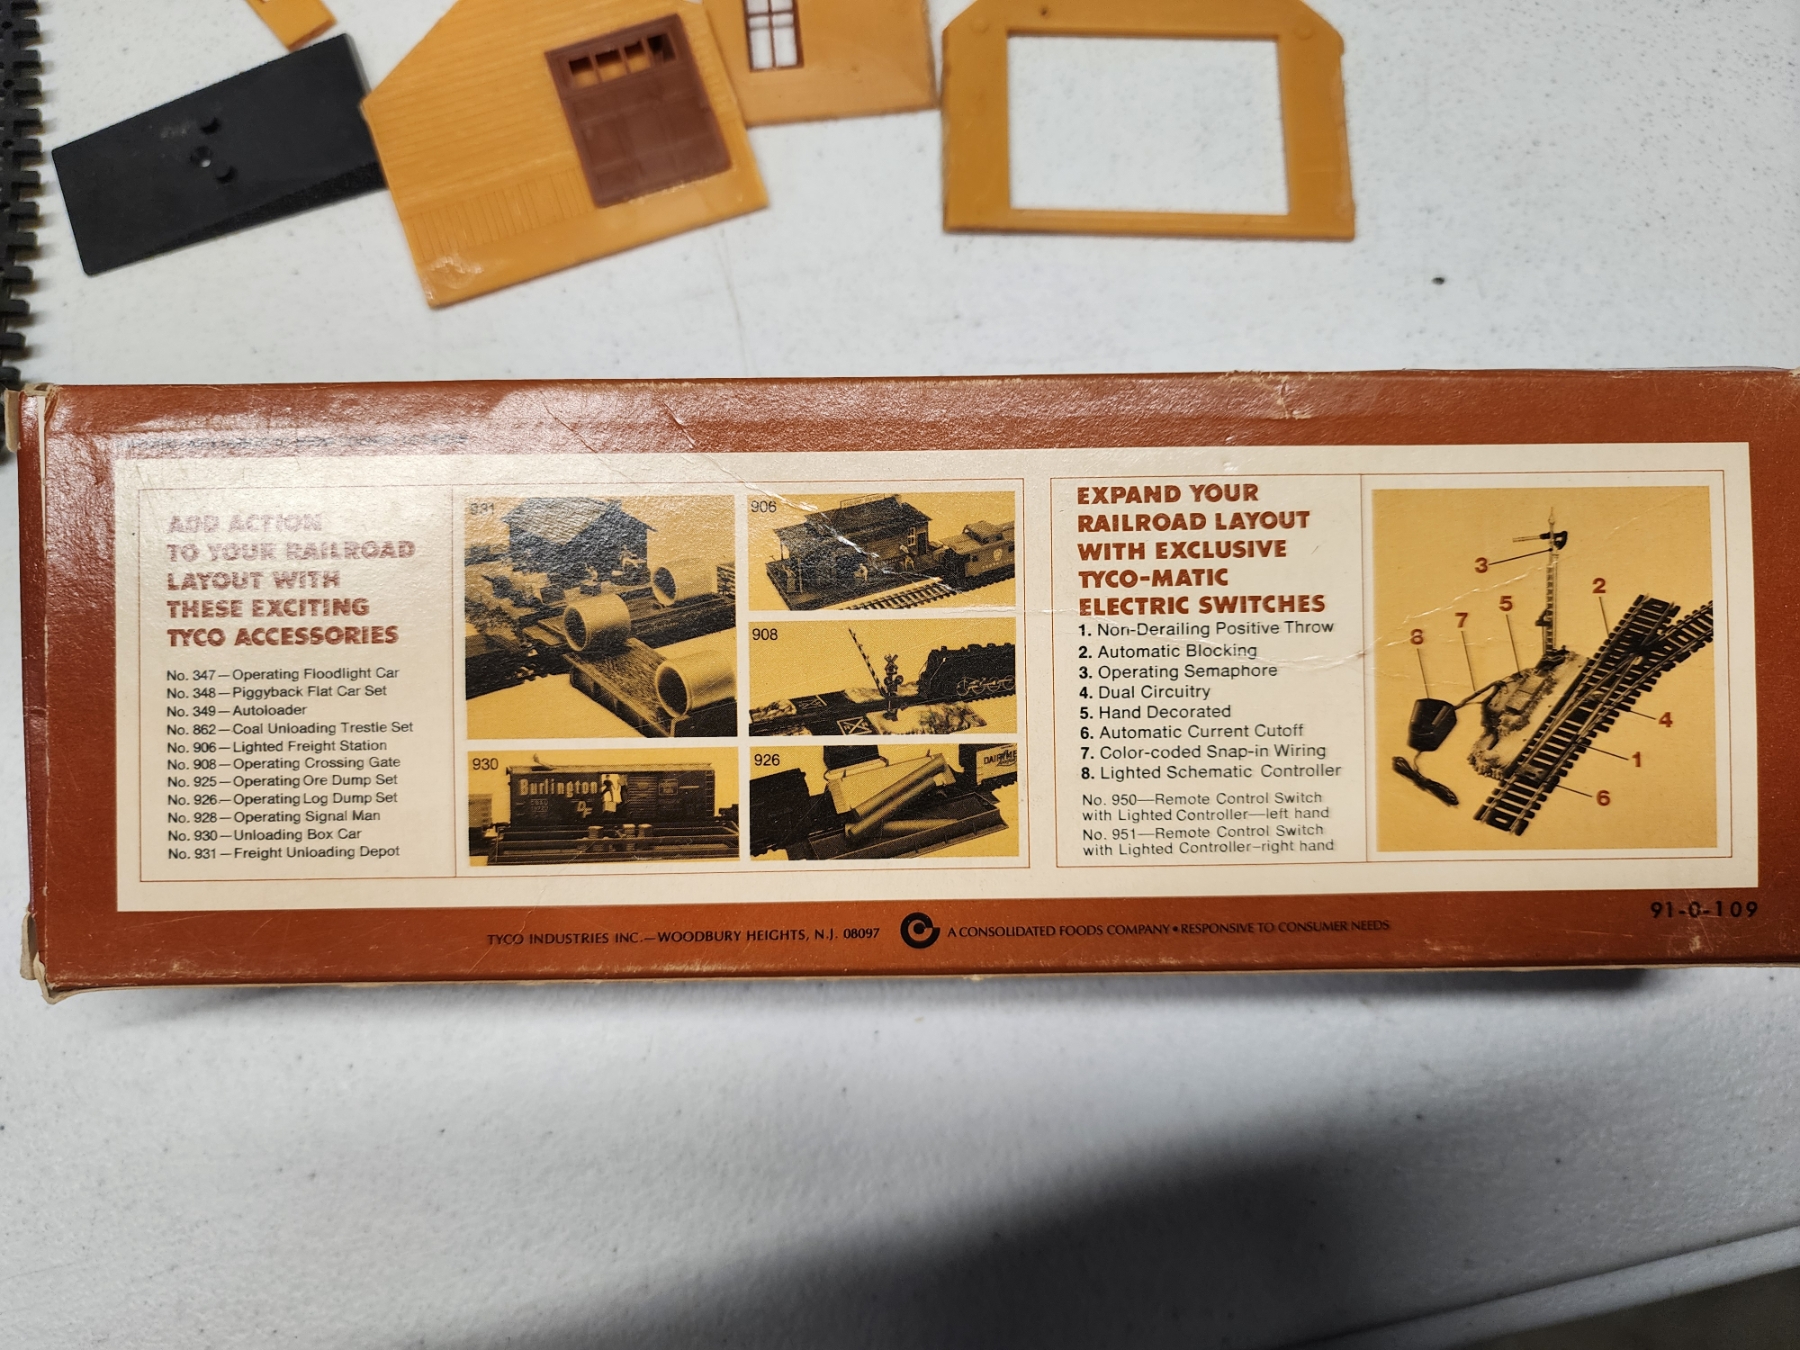 ADD ACTION
TO YOUR RAILROAD
LAYOUT WITH
THESE EXCITING
TYCO ACCESSORIES
No. 347—Operating Floodlight Car
No. 348—Piggyback Flat Car Set
No. 349—Autoloader
No. 862—Coal Unloading Trestle Set
No. 906—Lighted Freight Station
No. 908—Operating Crossing Gate
No. 925—Operating Ore Dump Set
No. 926—Operating Log Dump Set
No. 928—Operating Signal Man
No. 930—Unloading Box Car
No. 931—Freight Unloading Depot
931
906
908
930
Burlington
926
EXPAND YOUR
RAILROAD LAYOUT
WITH EXCLUSIVE
TYCO-MATIC
ELECTRIC SWITCHES
1. Non-Derailing Positive Throw
2. Automatic Blocking
3. Operating Semaphore
4. Dual Circuitry
5. Hand Decorated
6. Automatic Current Cutoff
7. Color-coded Snap-in Wiring
8. Lighted Schematic Controller
No. 950—Remote Control Switch
with Lighted Controller—left hand
No. 951—Remote Control Switch
with Lighted Controller—right hand
3
2
5
7
8
4
1
6
91-0-109
TYCO INDUSTRIES INC.—WOODBURY HEIGHTS, N.J. 08097 A CONSOLIDATED FOODS COMPANY • RESPONSIVE TO CONSUMER NEEDS